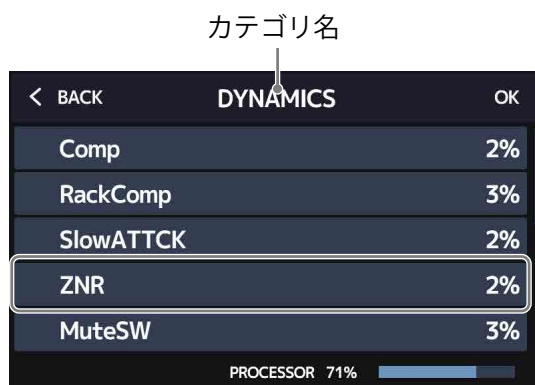 カテゴリ名
< BACK DYNAMICS OK
Comp 2%
RackComp 3%
SlowATTCK 2%
ZNR 2%
MuteSW 3%
PROCESSOR 71%